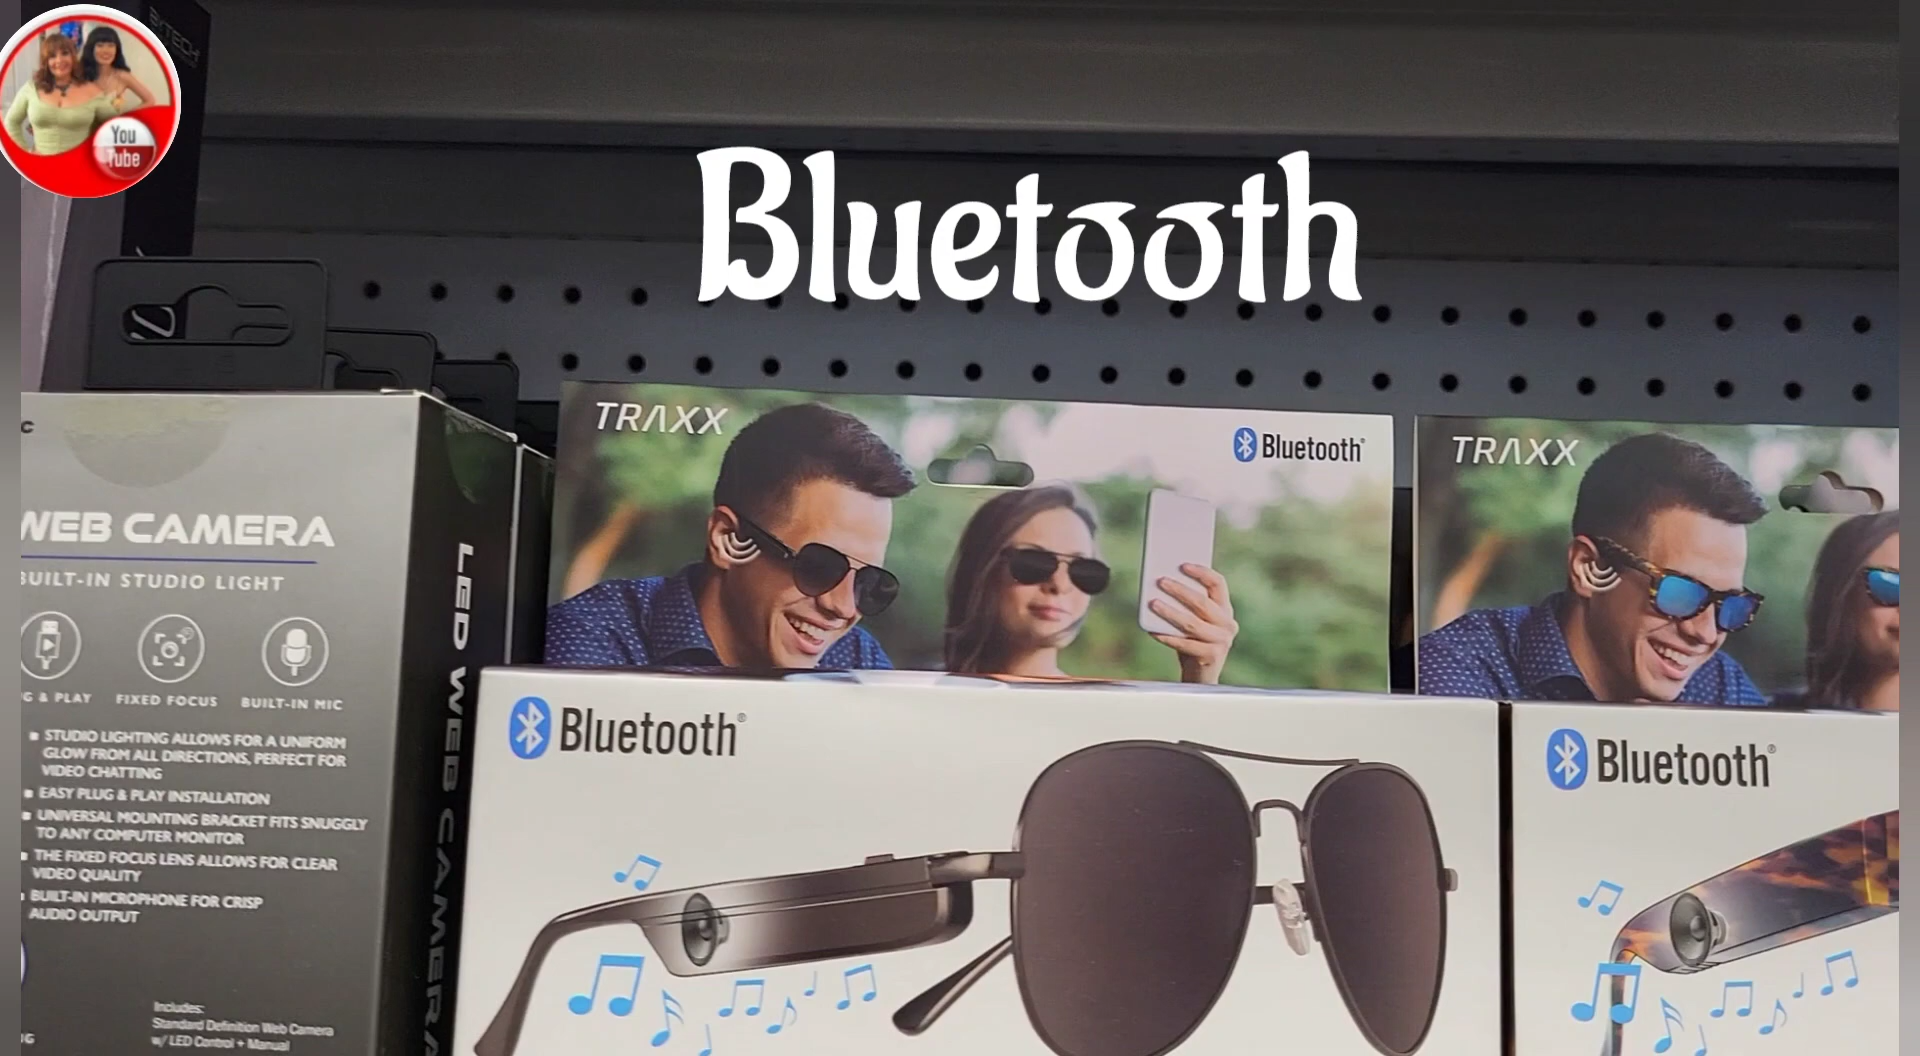 BYTECH
You
Tube
Bluetooth
TRAXX
Bluetooth®
TRAXX
WEB CAMERA
BUILT-IN STUDIO LIGHT
& PLAY
FIXED FOCUS
BUILT-IN MIC
STUDIO LIGHTING ALLOWS FOR A UNIFORM
GLOW FROM ALL DIRECTIONS, PERFECT FOR
VIDEO CHATTING
EASY PLUG & PLAY INSTALLATION
UNIVERSAL MOUNTING BRACKET FITS SNUGGLY
TO ANY COMPUTER MONITOR
THE FIXED FOCUS LENS ALLOWS FOR CLEAR
VIDEO QUALITY
BUILT-IN MICROPHONE FOR CRISP
AUDIO OUTPUT
Includes:
Standard Definition Web Camera
w/ LED Control + Manual
LED WEB CAMERA
Bluetooth®
Bluetooth®